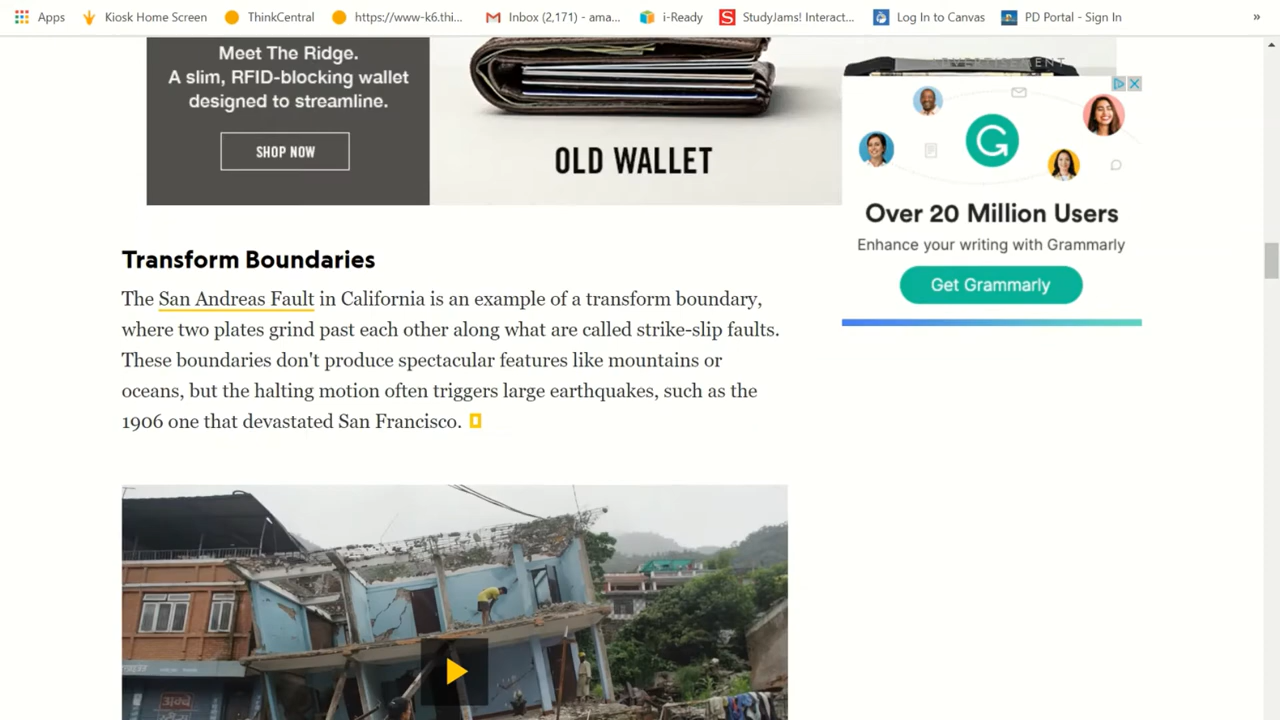 Apps
Kiosk Home Screen
ThinkCentral
https://www-k6.thi...
Inbox (2,171) - ama...
i-Ready
StudyJams! Interact...
Log In to Canvas
PD Portal - Sign In
»
Meet The Ridge.
A slim, RFID-blocking wallet
designed to streamline.
SHOP NOW
OLD WALLET
ADVERTISEMENT
Over 20 Million Users
Enhance your writing with Grammarly
Get Grammarly
Transform Boundaries
The San Andreas Fault in California is an example of a transform boundary,
where two plates grind past each other along what are called strike-slip faults.
These boundaries don't produce spectacular features like mountains or
oceans, but the halting motion often triggers large earthquakes, such as the
1906 one that devastated San Francisco.